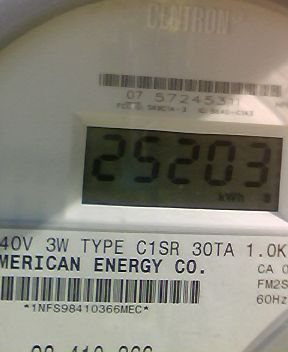 CENTRON
07 5724531
25203
kWh
40V 3W TYPE C1SR 30TA 1.0K
MERICAN ENERGY CO.
CA 0
FM2S
60Hz
*1NFS98410366MEC*